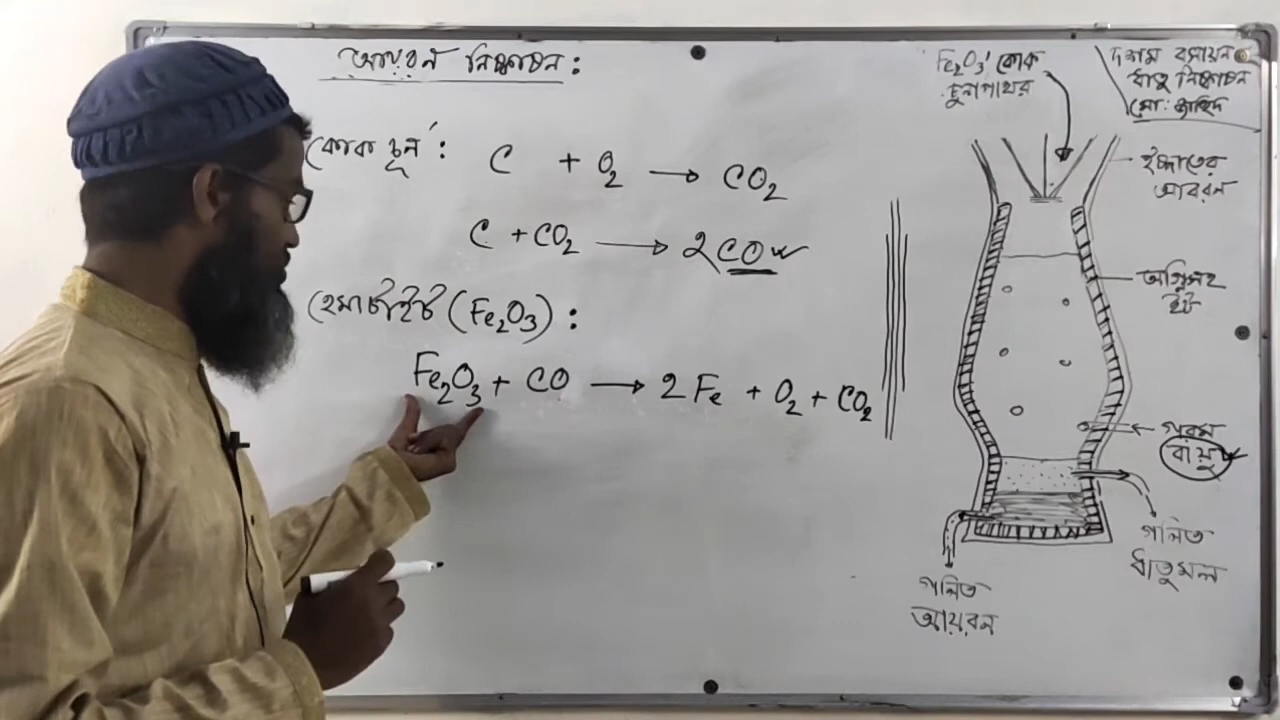 আয়রন নিষ্কাশন :
কোক চূর্ন :
C + O₂ → CO₂
C + CO₂ → 2CO
হেমাটাইট (Fe₂O₃) :
Fe₂O₃ + CO → 2Fe + O₂ + CO₂
Fe₂O₃, কোক
চুনাপাথর
দশম রসায়ন
ধাতু নিষ্কাশন
মো: জাহিদ
ইস্পাতের
আবরন
অগ্নিসহ
ইট
গরম
বায়ু
গলিত
ধাতুমল
গলিত
আয়রন